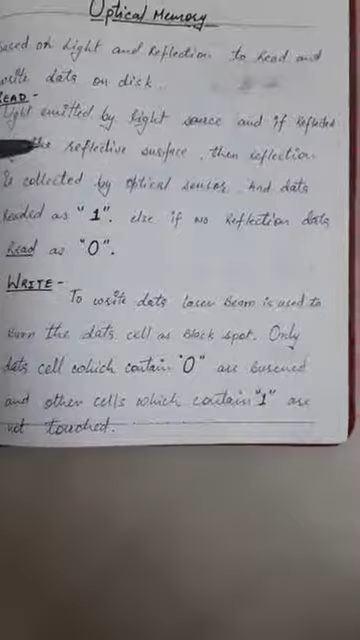 Optical Memory
based on light and Reflection to Read and
write data on disk.
READ -
Light emitted by light source and if Reflected
the reflective surface, then reflection
is collected by optical sensor. And data
Readed as "1". else if no Reflection data
Read as "0".
WRITE -
To write data laser Beam is used to
burn the data cell as Black spot. Only
data cell which contain "0" are buruned
and other cells which contain "1" are
not touched.